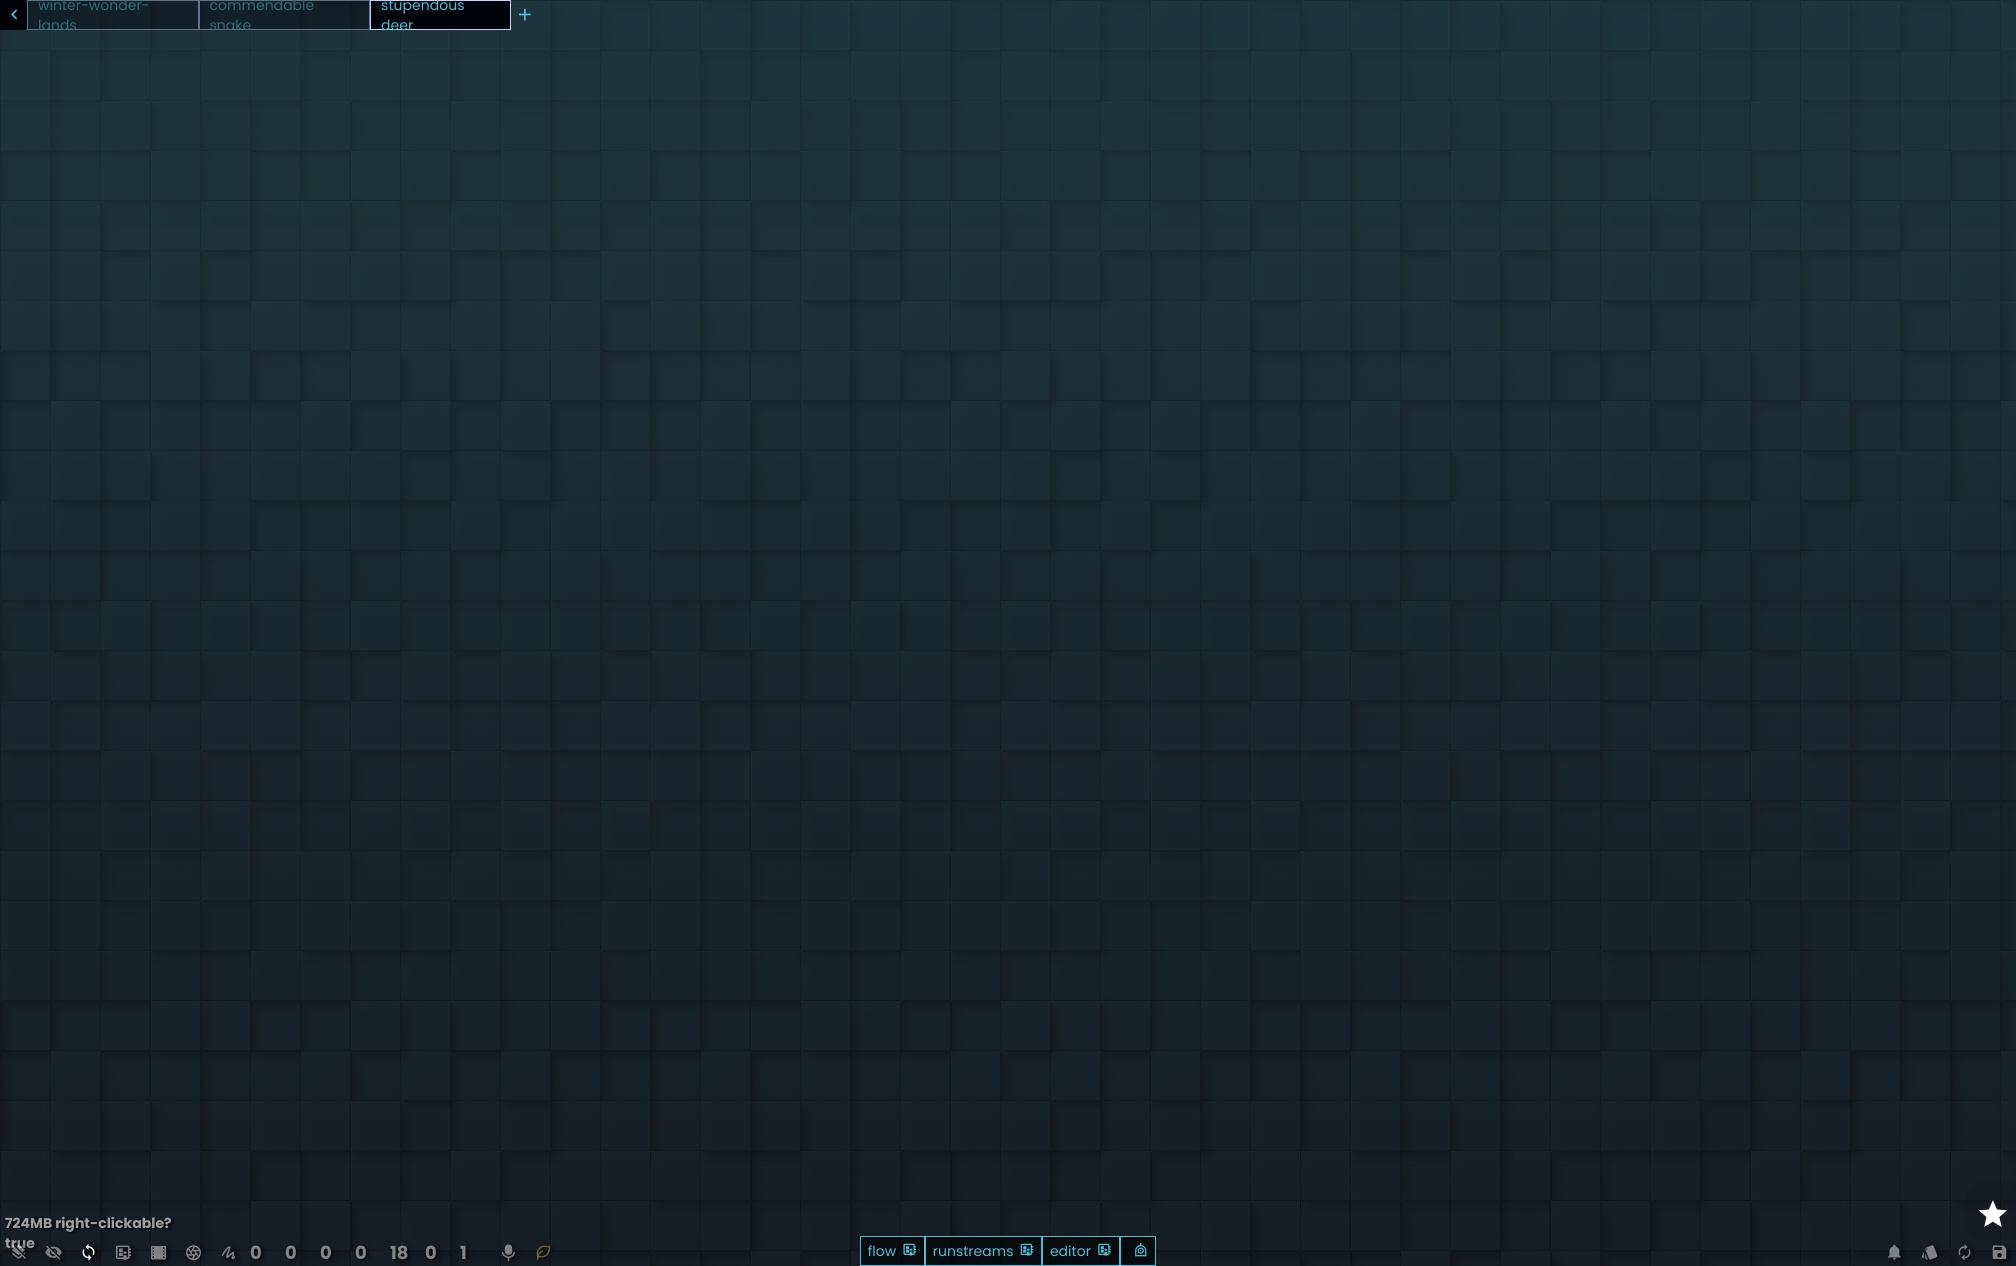 winter-wonder-
lands
commendable
snake
stupendous
deer
724MB right-clickable?
true
0 0 0 0 18 0 1
flow
runstreams
editor